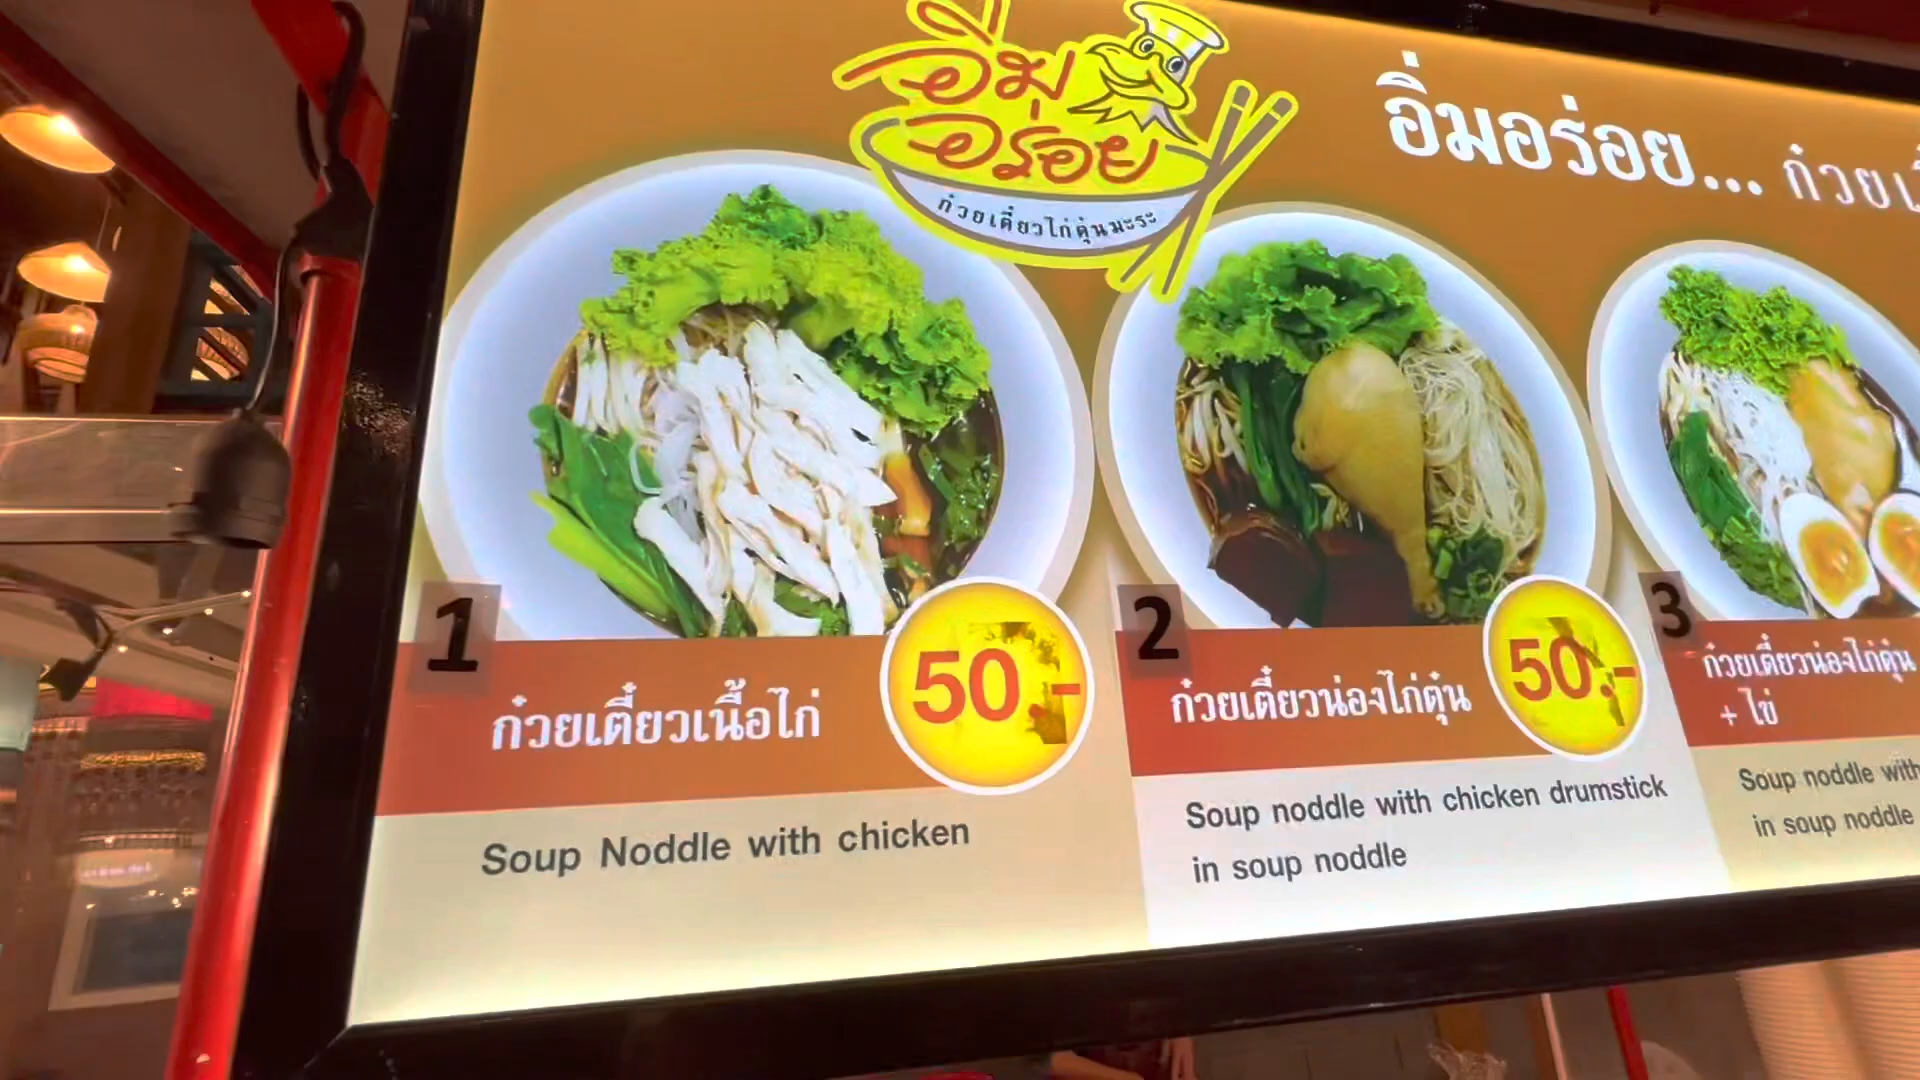 อิ่ม
อร่อย
ก๋วยเตี๋ยวไก่ตุ๋นมะระ
อิ่มอร่อย...
1
ก๋วยเตี๋ยวเนื้อไก่
50.-
Soup Noddle with chicken
2
ก๋วยเตี๋ยวน่องไก่ตุ๋น
50.-
Soup noddle with chicken drumstick
in soup noddle
3
ก๋วยเตี๋ยวน่องไก่ตุ๋น
+ ไข่
Soup noddle with
in soup noddle